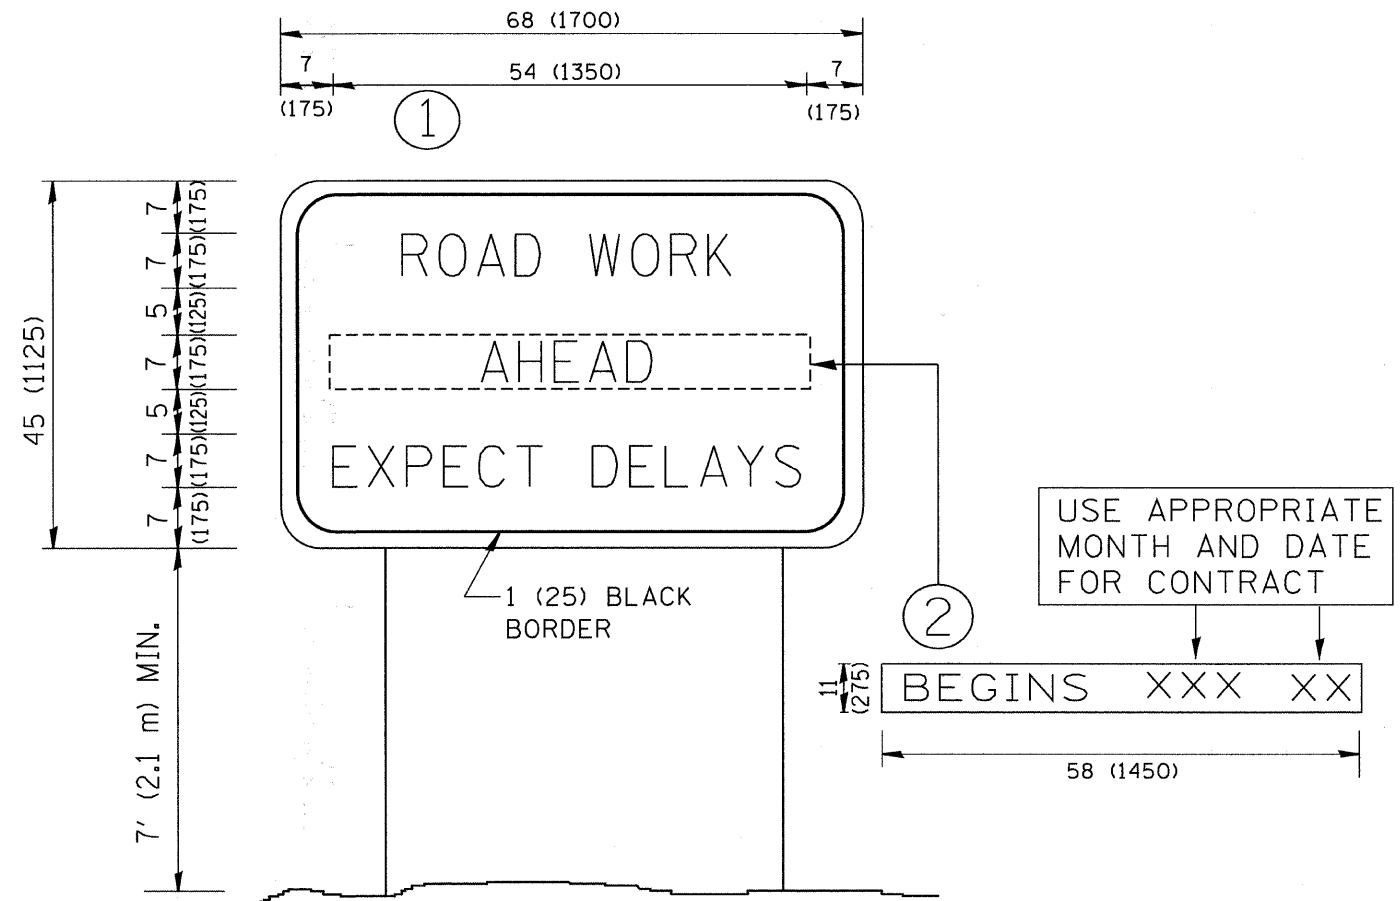 68 (1700)
7
54 (1350)
7
(175)
(175)
1
45 (1125)
7 (175)
7 (175)
5 (125)
7 (175)
5 (125)
7 (175)
7 (175)
ROAD WORK
AHEAD
EXPECT DELAYS
1 (25) BLACK
BORDER
7' (2.1 m) MIN.
USE APPROPRIATE
MONTH AND DATE
FOR CONTRACT
2
11
(275)
BEGINS XXX XX
58 (1450)